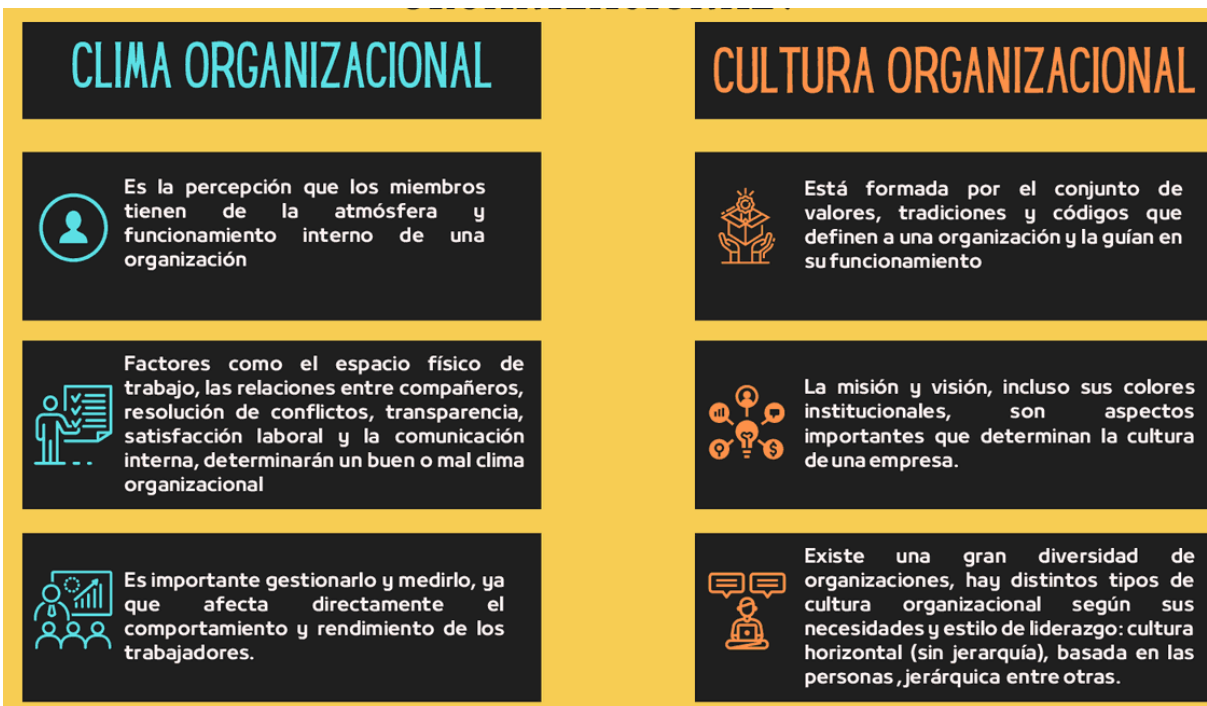 CLIMA ORGANIZACIONAL
Es la percepción que los miembros
tienen de la atmósfera y
funcionamiento interno de una
organización
Factores como el espacio físico de
trabajo, las relaciones entre compañeros,
resolución de conflictos, transparencia,
satisfacción laboral y la comunicación
interna, determinarán un buen o mal clima
organizacional
Es importante gestionarlo y medirlo, ya
que afecta directamente el
comportamiento y rendimiento de los
trabajadores.
CULTURA ORGANIZACIONAL
Está formada por el conjunto de
valores, tradiciones y códigos que
definen a una organización y la guían en
su funcionamiento
La misión y visión, incluso sus colores
institucionales, son aspectos
importantes que determinan la cultura
de una empresa.
Existe una gran diversidad de
organizaciones, hay distintos tipos de
cultura organizacional según sus
necesidades y estilo de liderazgo: cultura
horizontal (sin jerarquía), basada en las
personas , jerárquica entre otras.